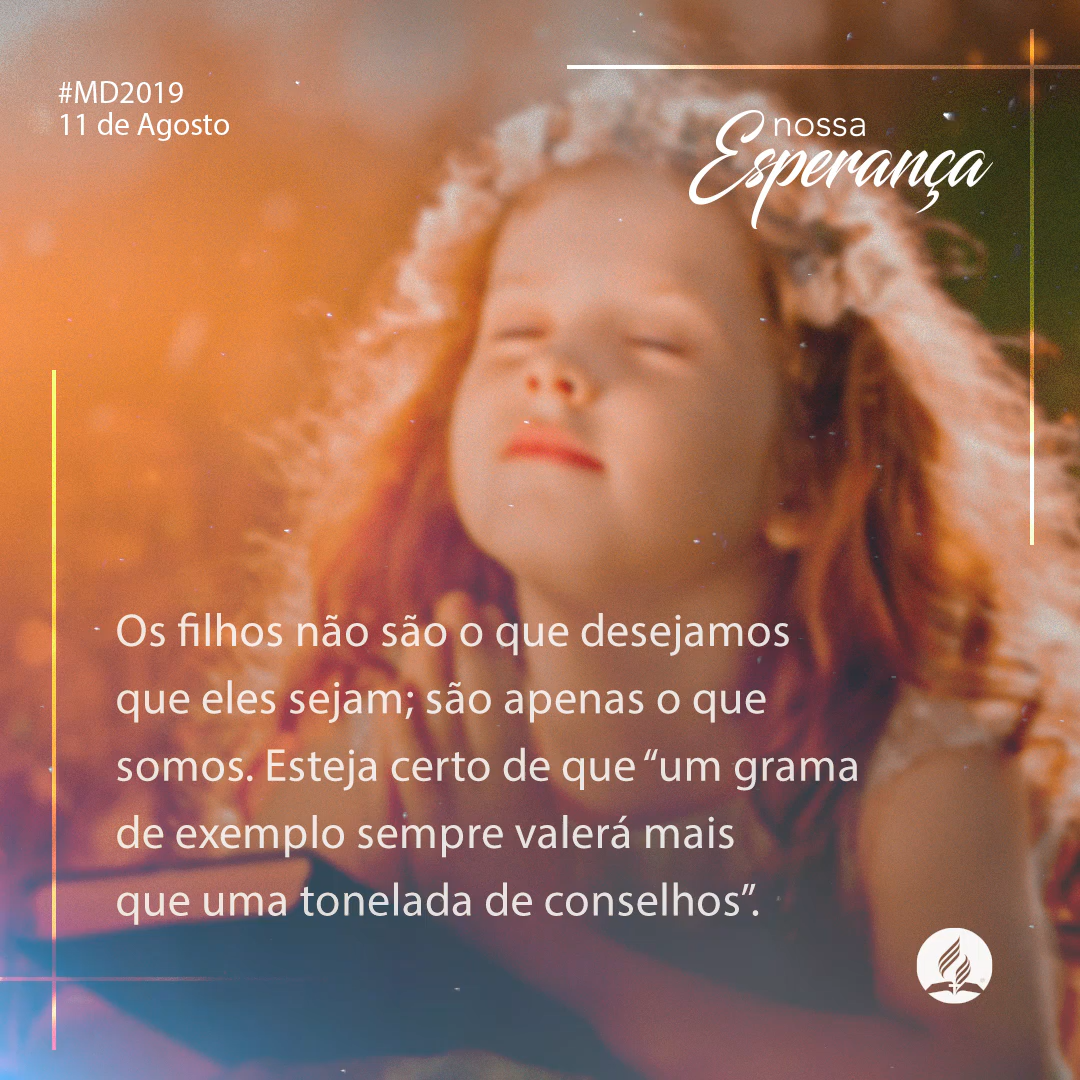 #MD2019
11 de Agosto
nossa
Esperança
Os filhos não são o que desejamos
que eles sejam; são apenas o que
somos. Esteja certo de que “um grama
de exemplo sempre valerá mais
que uma tonelada de conselhos”.